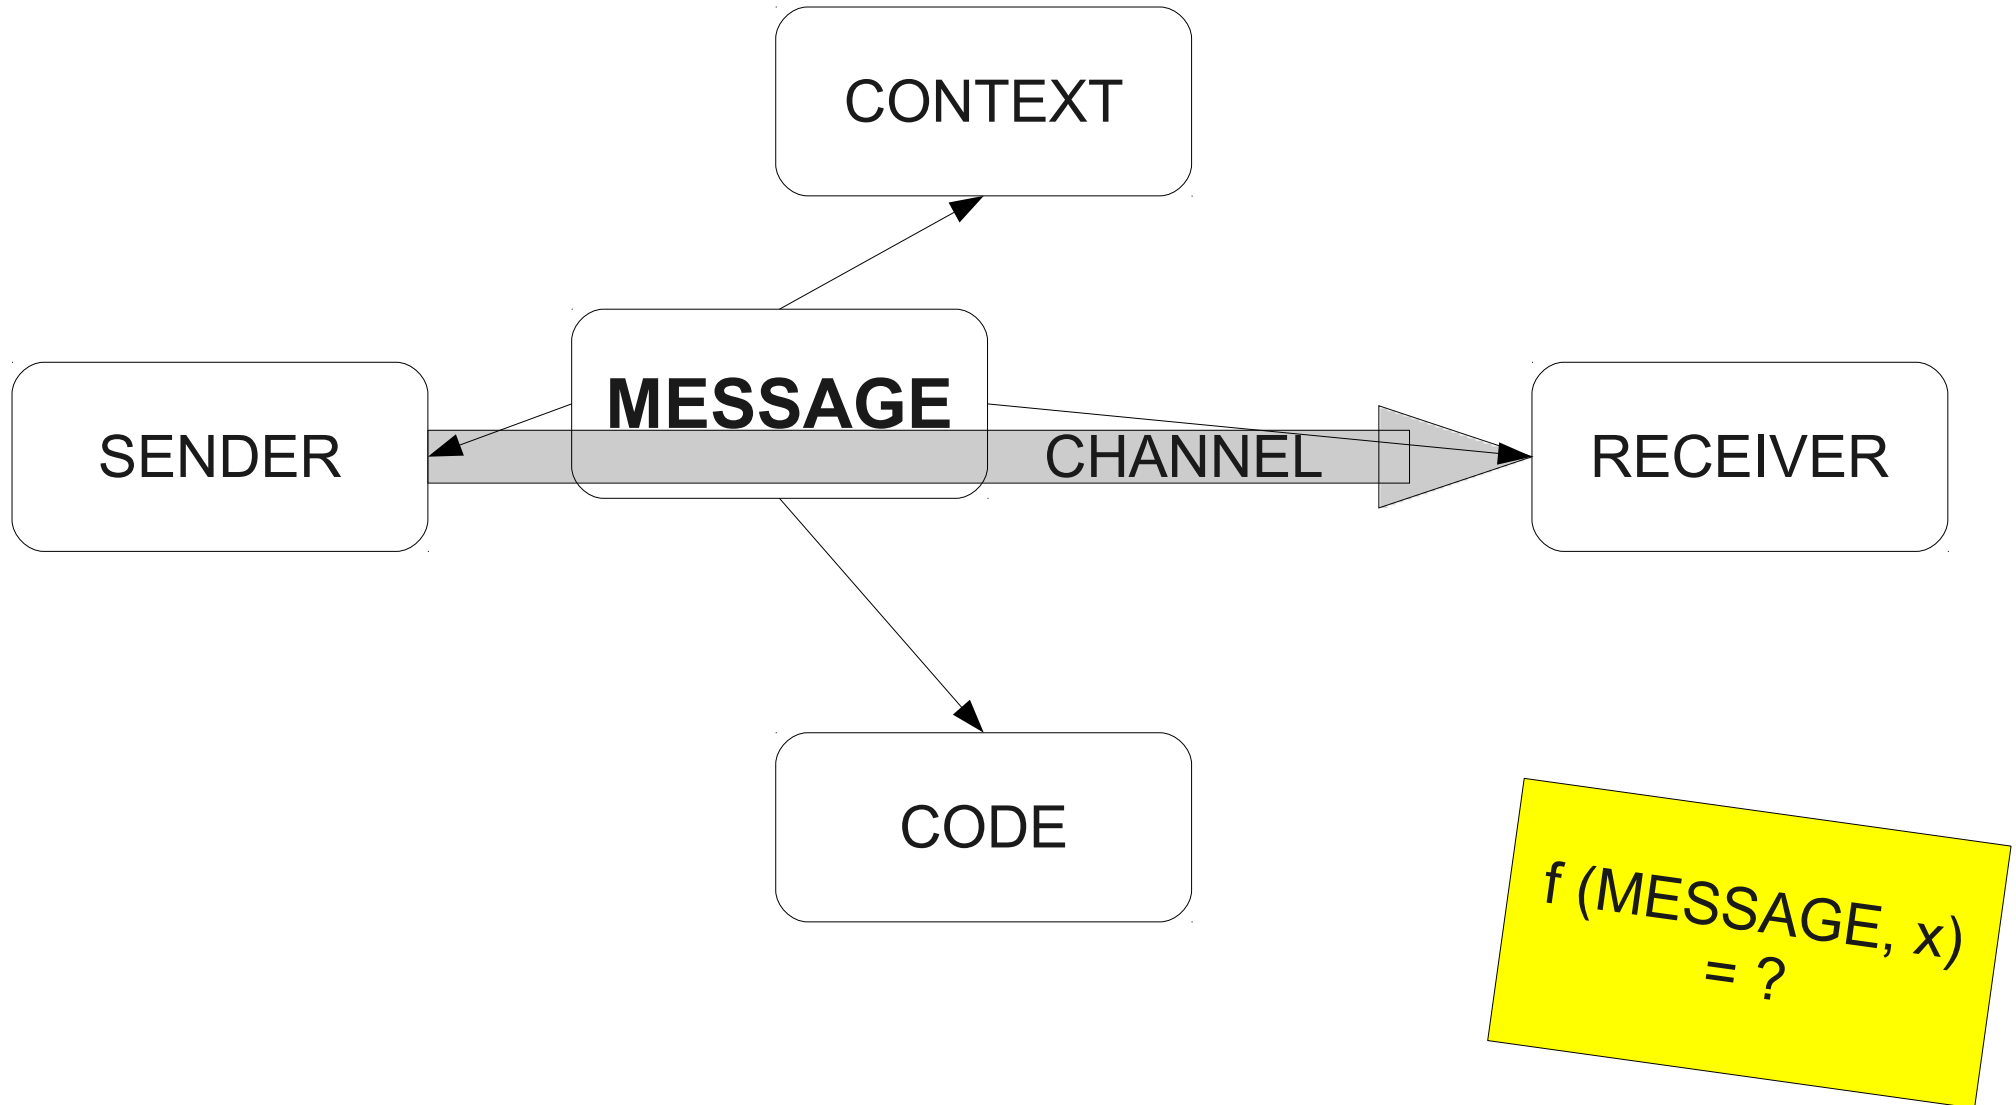 CONTEXT
MESSAGE
SENDER
CHANNEL
RECEIVER
CODE
f (MESSAGE, x)
= ?